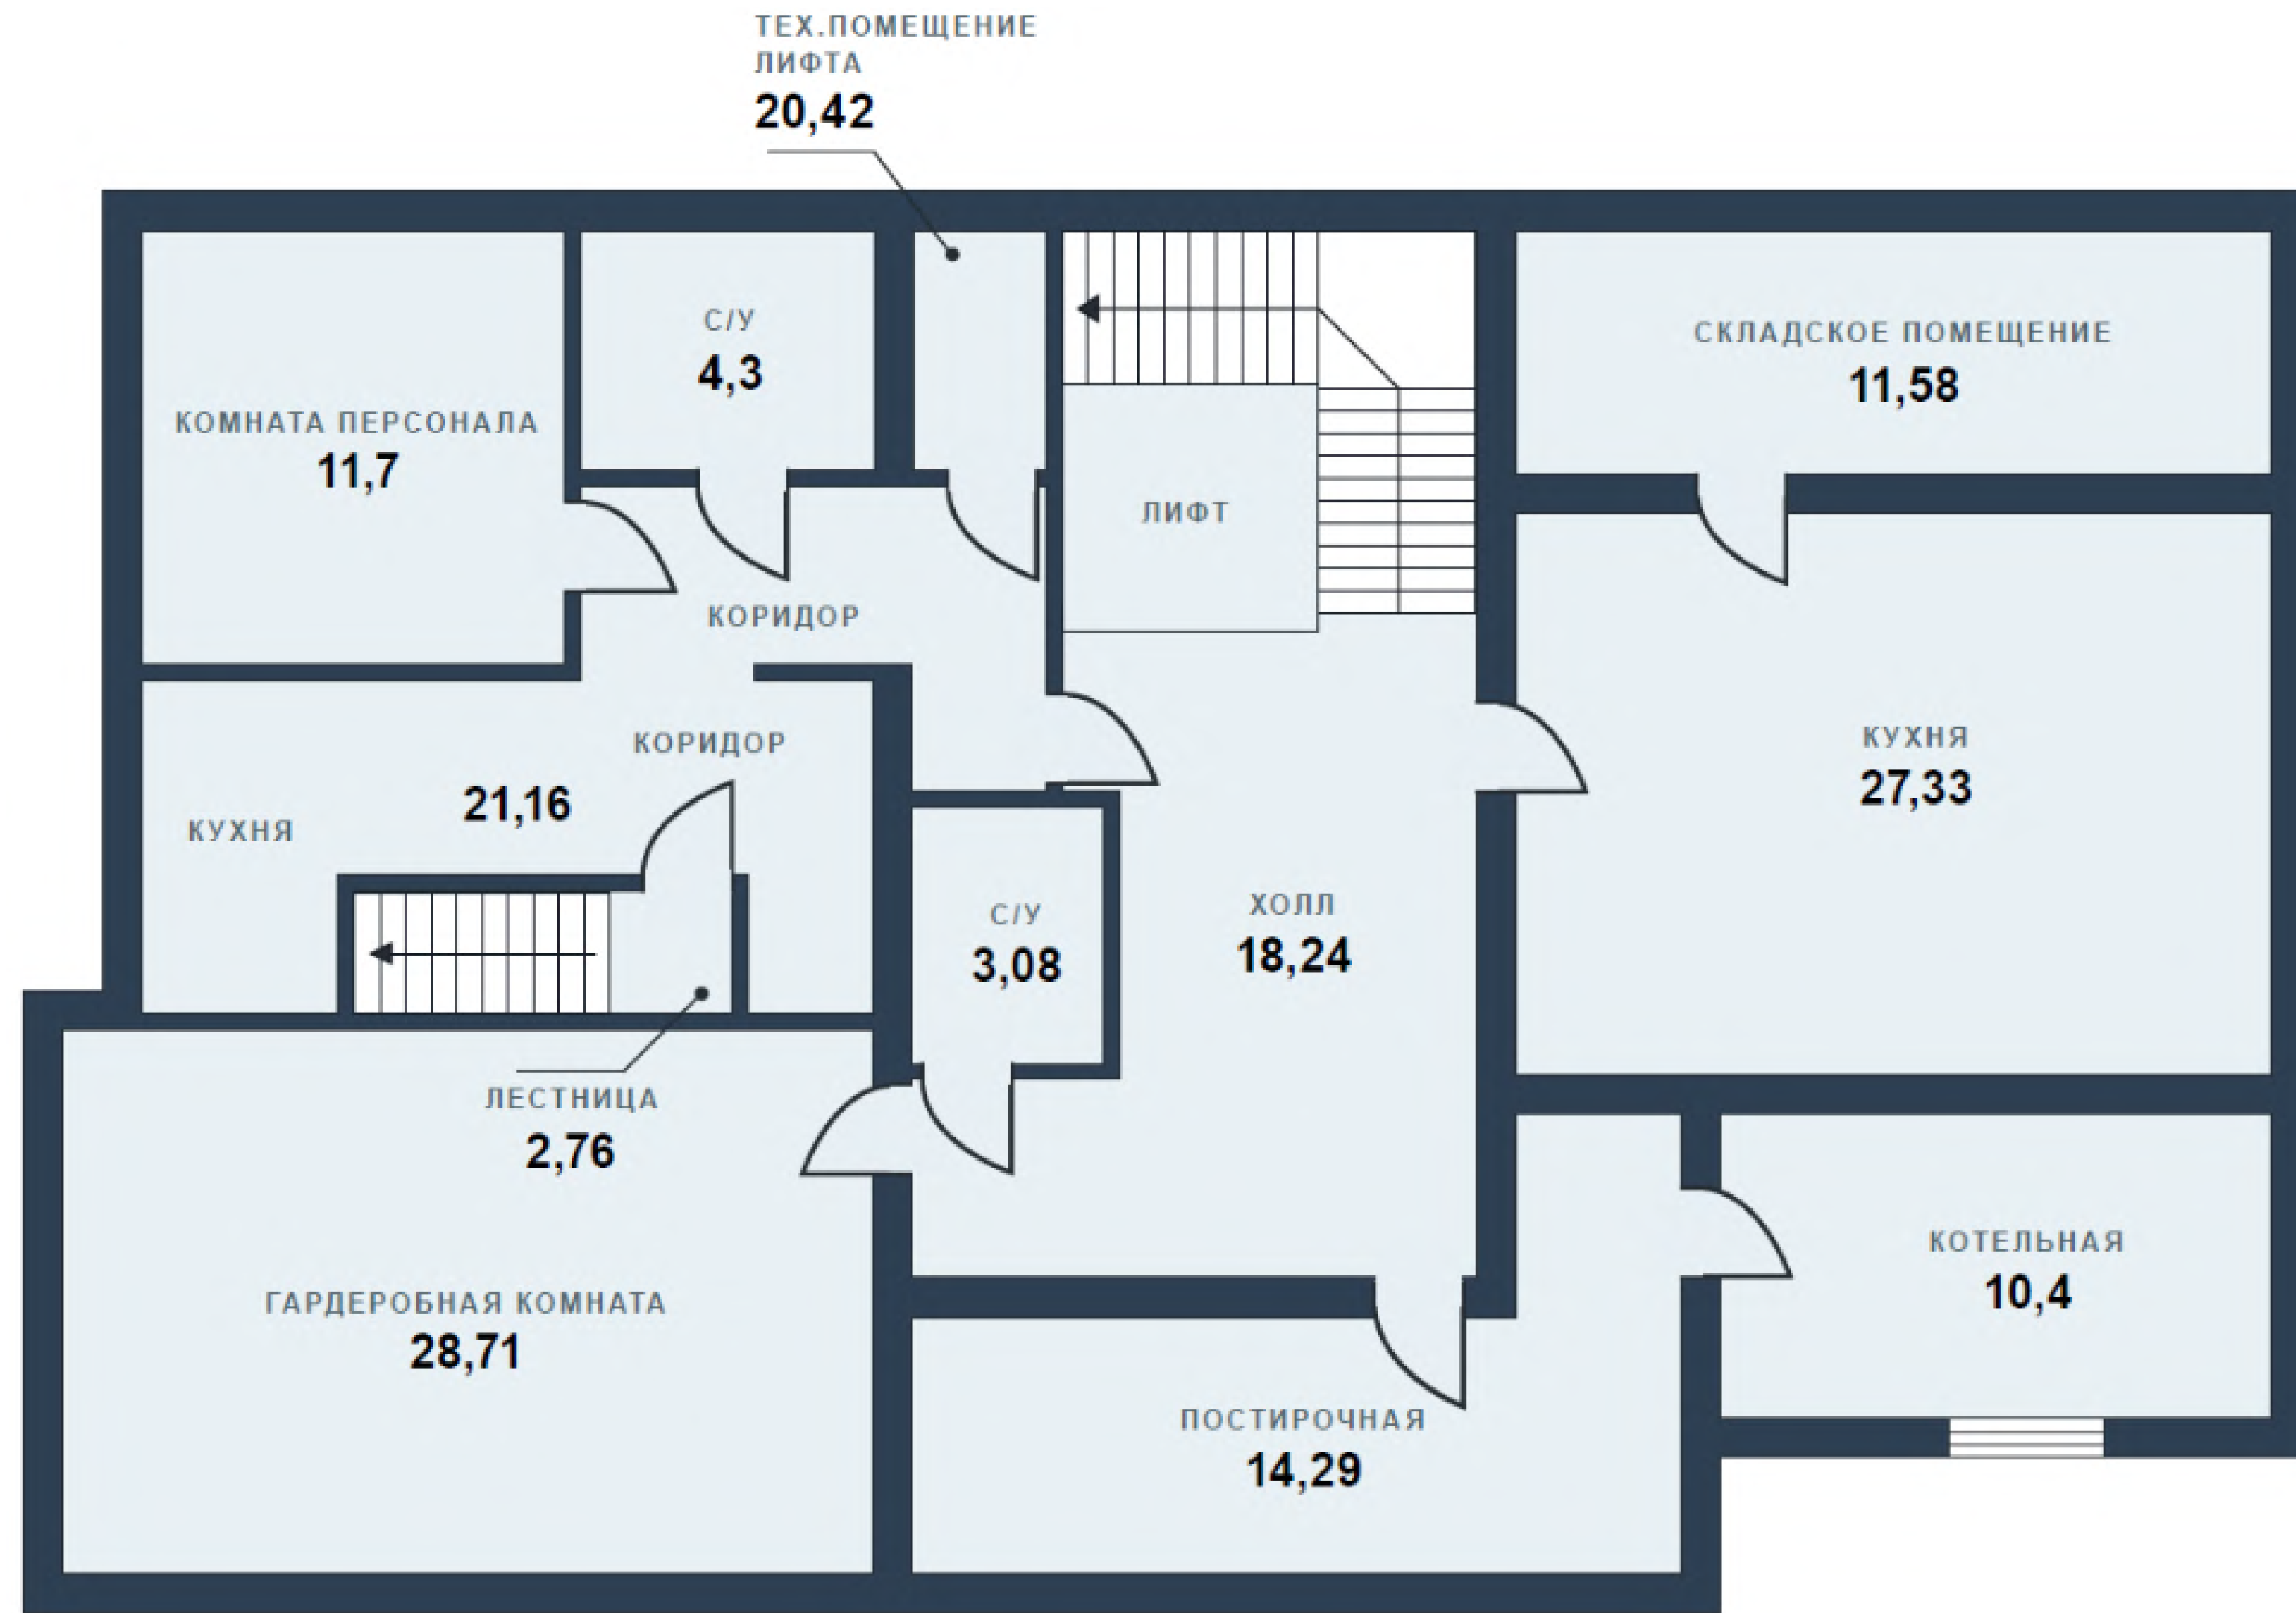 ТЕХ.ПОМЕЩЕНИЕ
ЛИФТА
20,42
С/У
4,3
СКЛАДСКОЕ ПОМЕЩЕНИЕ
11,58
КОМНАТА ПЕРСОНАЛА
11,7
ЛИФТ
КОРИДОР
КОРИДОР
КУХНЯ
27,33
21,16
КУХНЯ
С/У
3,08
ХОЛЛ
18,24
ЛЕСТНИЦА
2,76
КОТЕЛЬНАЯ
10,4
ГАРДЕРОБНАЯ КОМНАТА
28,71
ПОСТИРОЧНАЯ
14,29